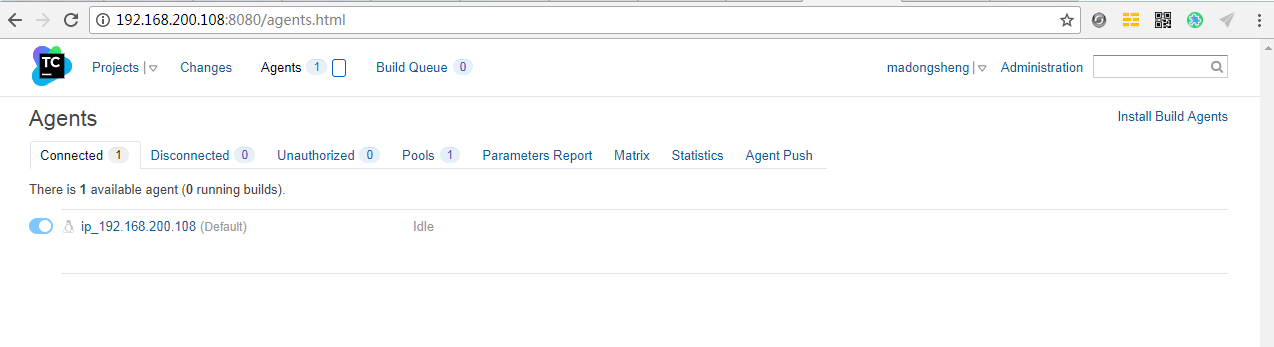 192.168.200.108:8080/agents.html
TC
Projects Changes Agents 1 Build Queue 0 madongsheng Administration
Agents Install Build Agents
Connected 1 Disconnected 0 Unauthorized 0 Pools 1 Parameters Report Matrix Statistics Agent Push
There is 1 available agent (0 running builds).
ip_192.168.200.108 (Default) Idle